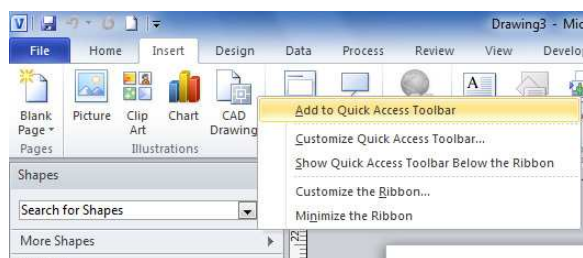 V Drawing3 - Mic
File Home Insert Design Data Process Review View Develo
Blank Page Picture Clip Art Chart CAD Drawing A
Pages Illustrations
Add to Quick Access Toolbar
Customize Quick Access Toolbar...
Show Quick Access Toolbar Below the Ribbon
Customize the Ribbon...
Minimize the Ribbon
Shapes
Search for Shapes
More Shapes